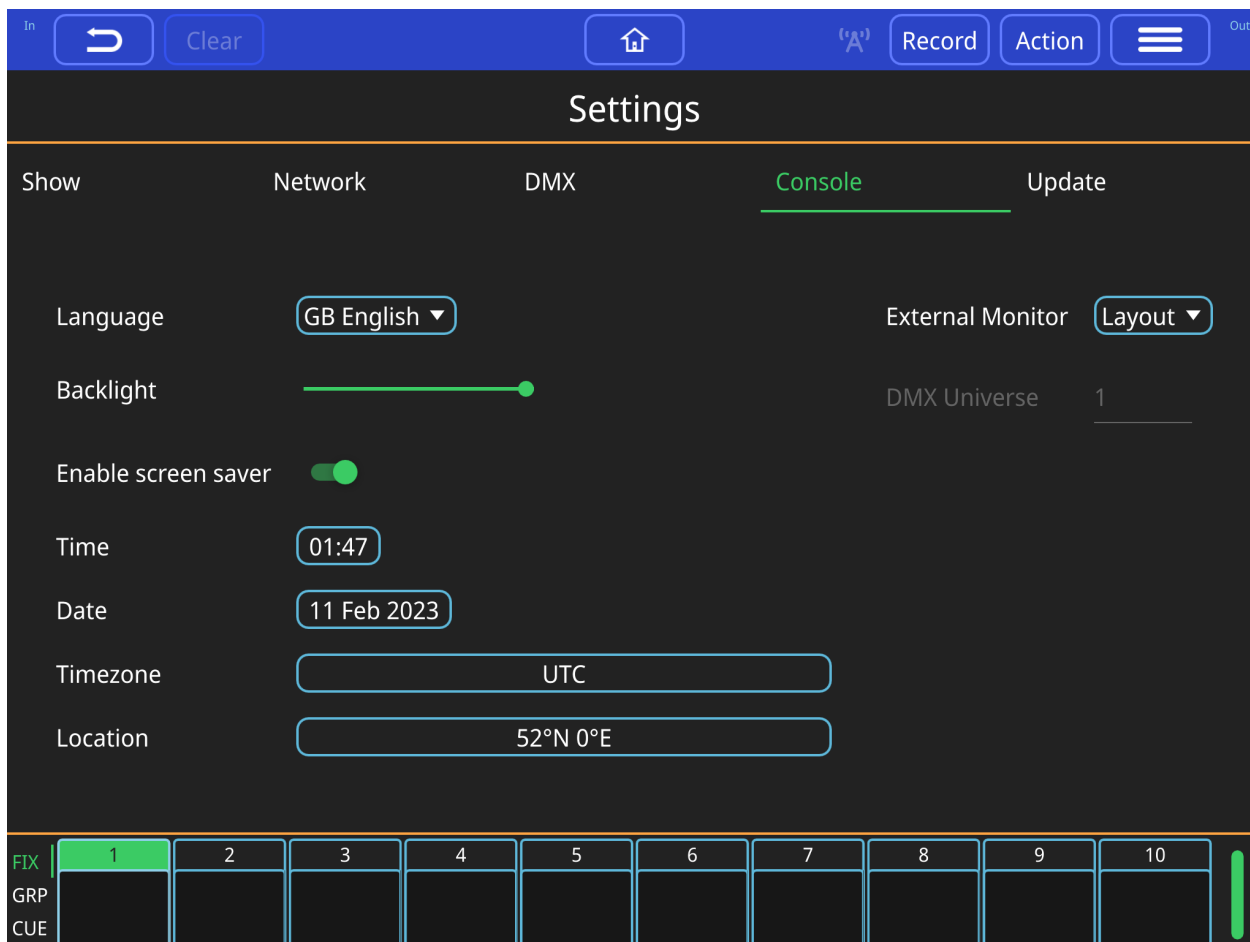 In Clear Record Action Out
Settings
Show Network DMX Console Update
Language GB English External Monitor Layout
Backlight DMX Universe 1
Enable screen saver
Time 01:47
Date 11 Feb 2023
Timezone UTC
Location 52°N 0°E
FIX 1 2 3 4 5 6 7 8 9 10
GRP
CUE